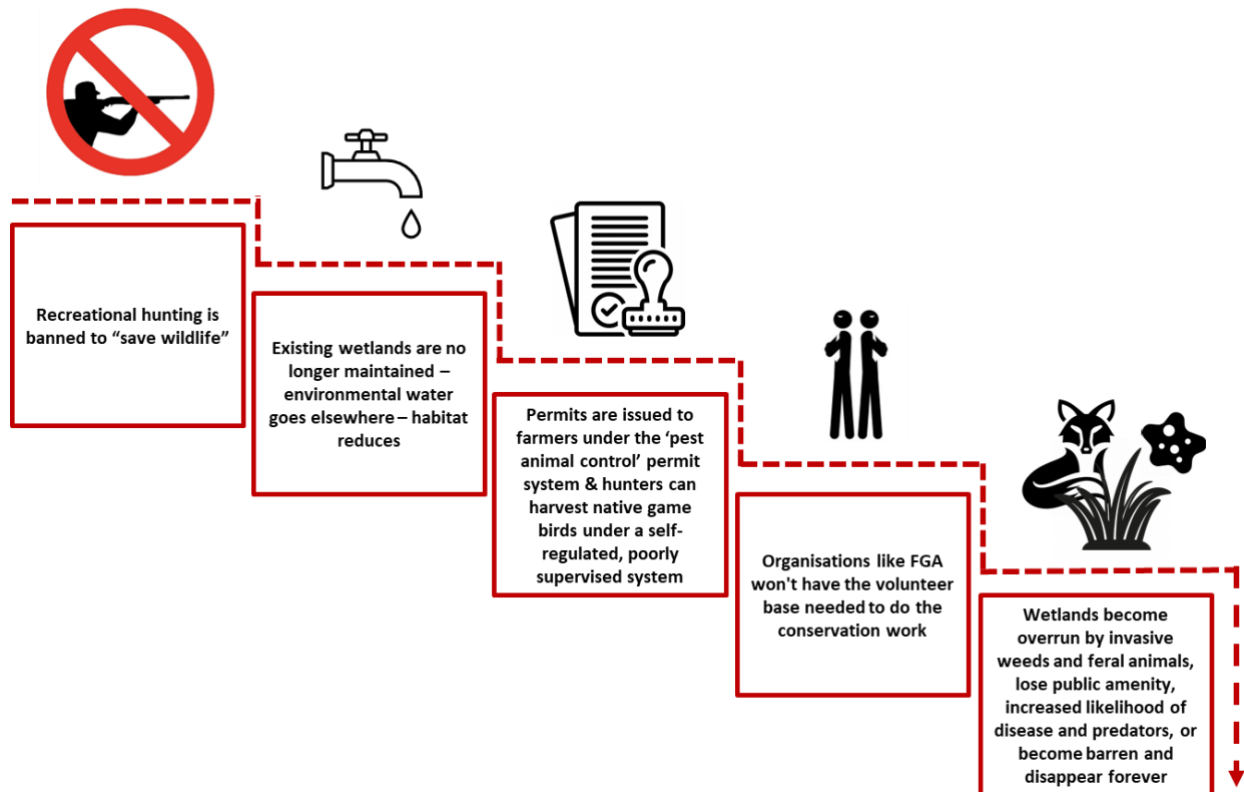 Recreational hunting is
banned to “save wildlife”
Existing wetlands are no
longer maintained –
environmental water
goes elsewhere – habitat
reduces
Permits are issued to
farmers under the ‘pest
animal control’ permit
system & hunters can
harvest native game
birds under a self-
regulated, poorly
supervised system
Organisations like FGA
won't have the volunteer
base needed to do the
conservation work
Wetlands become
overrun by invasive
weeds and feral animals,
lose public amenity,
increased likelihood of
disease and predators, or
become barren and
disappear forever